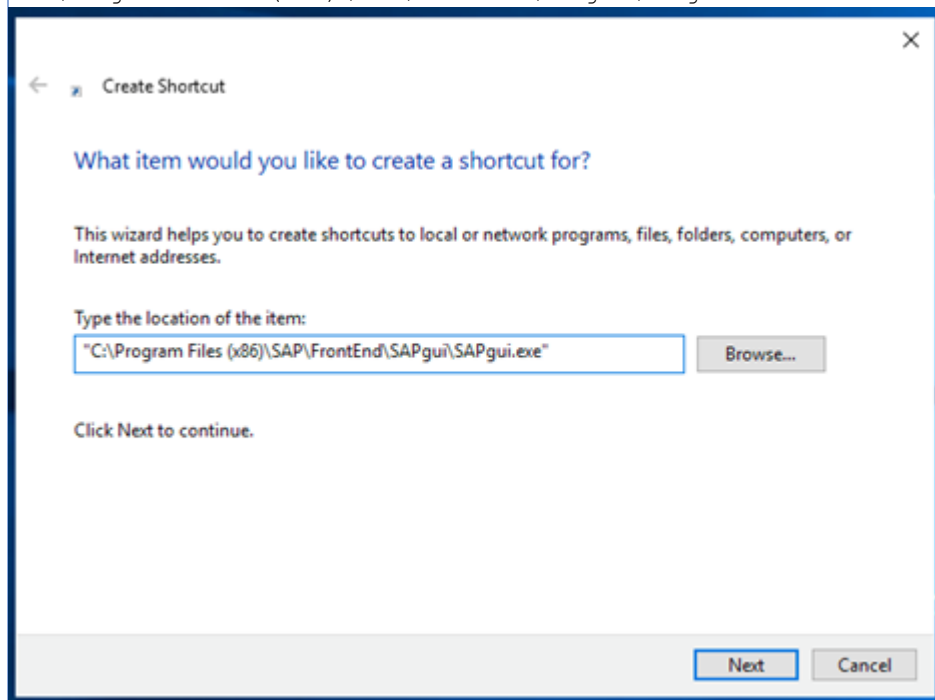 Create Shortcut
What item would you like to create a shortcut for?
This wizard helps you to create shortcuts to local or network programs, files, folders, computers, or
Internet addresses.
Type the location of the item:
"C:\Program Files (x86)\SAP\FrontEnd\SAPgui\SAPgui.exe"
Browse...
Click Next to continue.
Next
Cancel